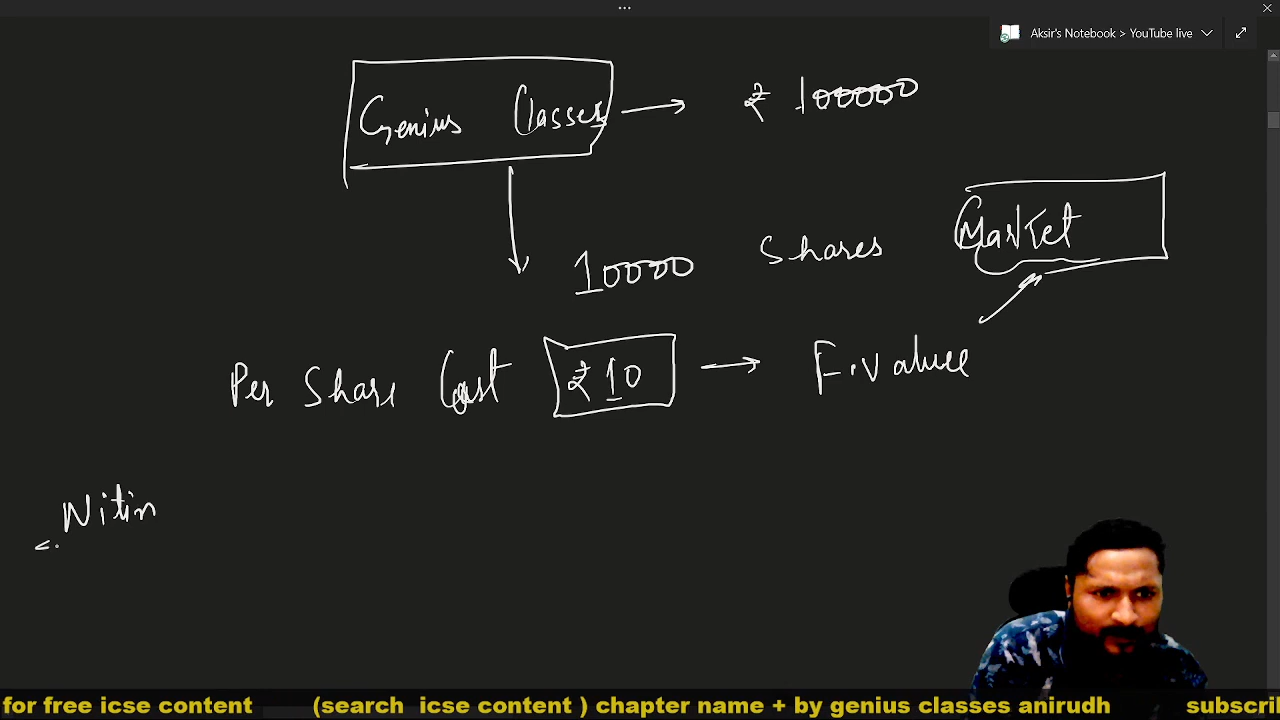 Aksir's Notebook > YouTube live
Genius Classes → ₹ 100000
10000 Shares Market
Per Share Cost ₹ 10 → F.Value
Nitin
for free icse content (search icse content ) chapter name + by genius classes anirudh subscri